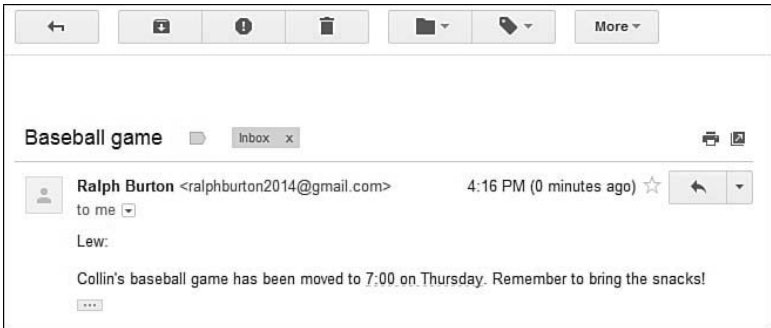 More
Baseball game Inbox x
Ralph Burton <ralphburton2014@gmail.com> 4:16 PM (0 minutes ago)
to me
Lew:
Collin's baseball game has been moved to 7:00 on Thursday. Remember to bring the snacks!